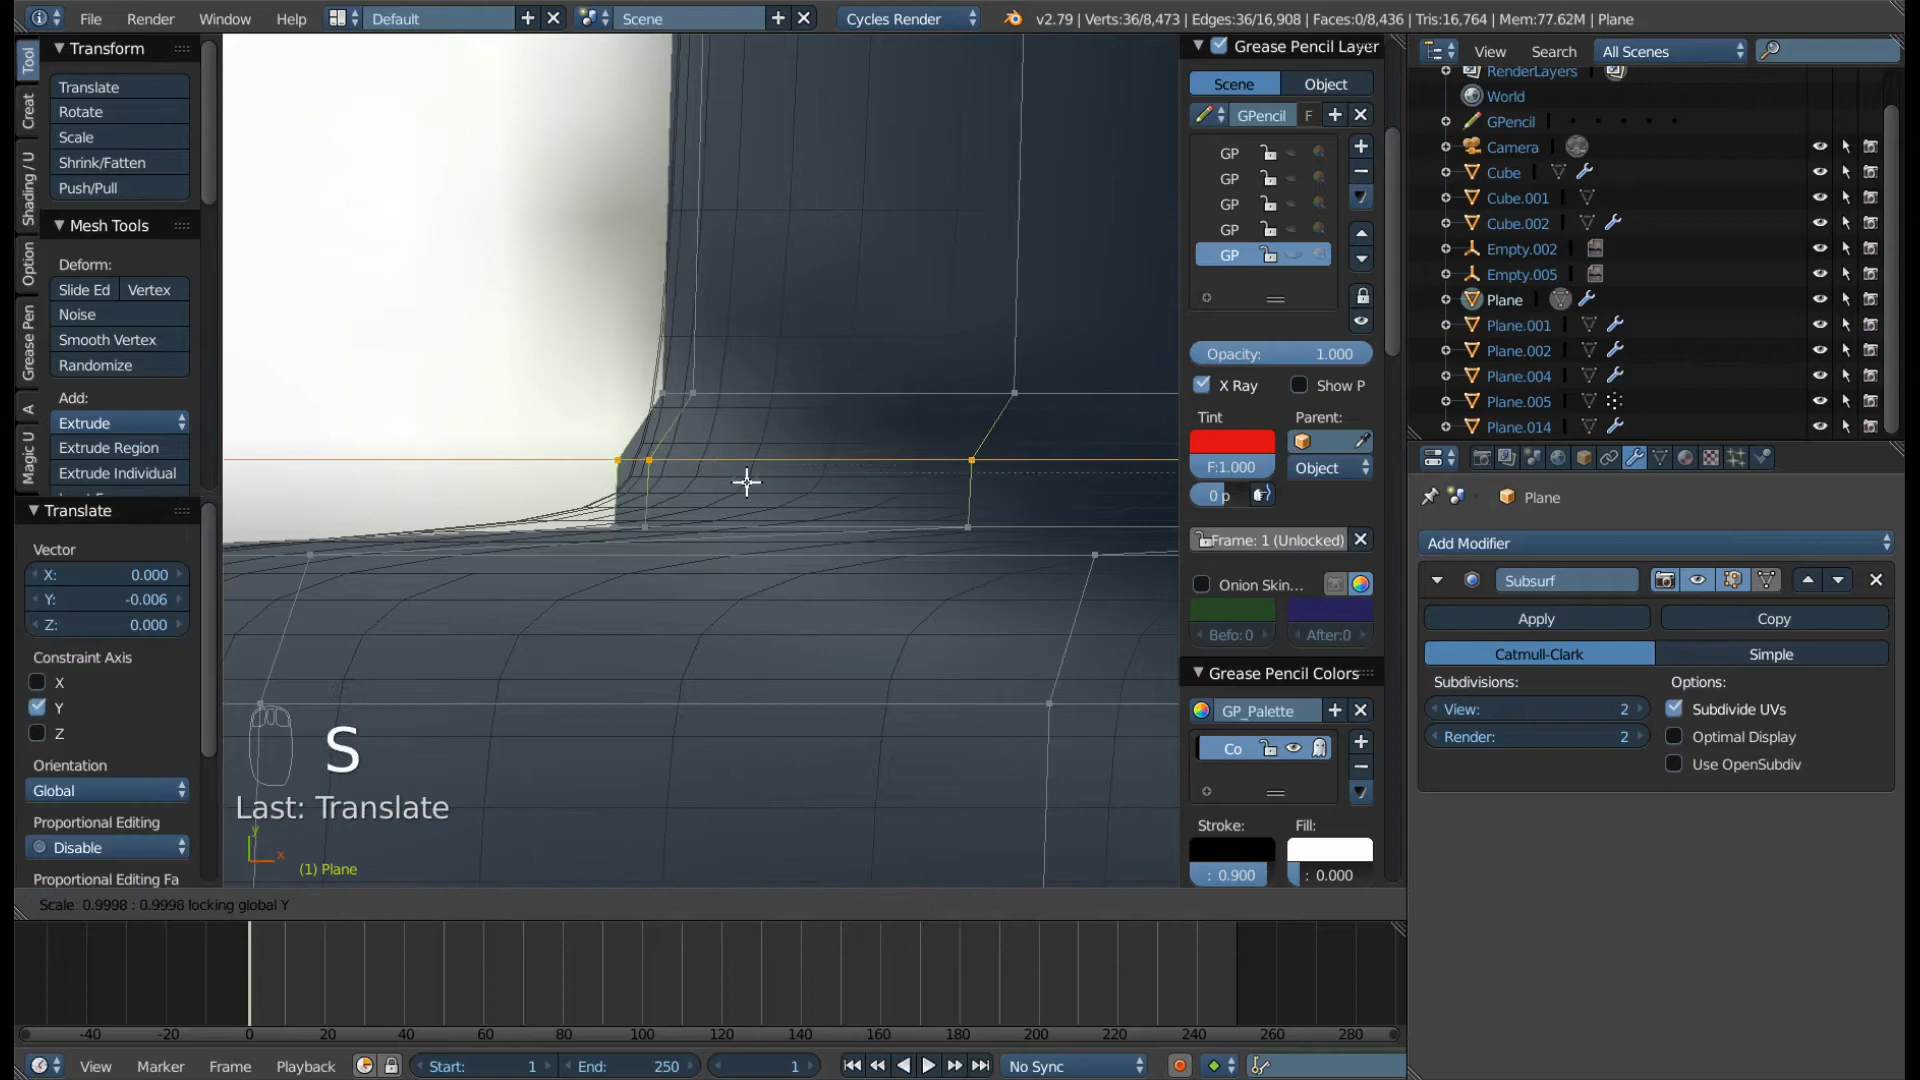 File Render Window Help Default Scene Cycles Render v2.79 | Verts:36/8,473 | Edges:36/16,908 | Faces:0/8,436 | Tris:16,764 | Mem:77.62M | Plane
Tool
Creat
Shading / U
Option
Grease Pen
A
Magic U
Transform
Translate
Rotate
Scale
Shrink/Fatten
Push/Pull
Mesh Tools
Deform:
Slide Ed Vertex
Noise
Smooth Vertex
Randomize
Add:
Extrude
Extrude Region
Extrude Individual
Translate
Vector
X: 0.000
Y: -0.006
Z: 0.000
Constraint Axis
X
Y
Z
Orientation
Global
Proportional Editing
Disable
Proportional Editing Fa
S
Last: Translate
y
x
(1) Plane
Scale: 0.9998 : 0.9998 locking global Y
Grease Pencil Layer
Scene Object
GPencil F
GP
GP
GP
GP
GP
Opacity: 1.000
X Ray Show P
Tint Parent:
F:1.000 Object
0 p
Frame: 1 (Unlocked)
Onion Skin...
Befo:0 After:0
Grease Pencil Colors
GP_Palette
Co
Stroke: Fill:
: 0.900 : 0.000
View Search All Scenes
RenderLayers
World
GPencil
Camera
Cube
Cube.001
Cube.002
Empty.002
Empty.005
Plane
Plane.001
Plane.002
Plane.004
Plane.005
Plane.014
Plane
Add Modifier
Subsurf
Apply Copy
Catmull-Clark Simple
Subdivisions: Options:
View: 2 Subdivide UVs
Render: 2 Optimal Display
Use OpenSubdiv
-40 -20 0 20 40 60 80 100 120 140 160 180 200 220 240 260 280
View Marker Frame Playback Start: 1 End: 250 1 No Sync